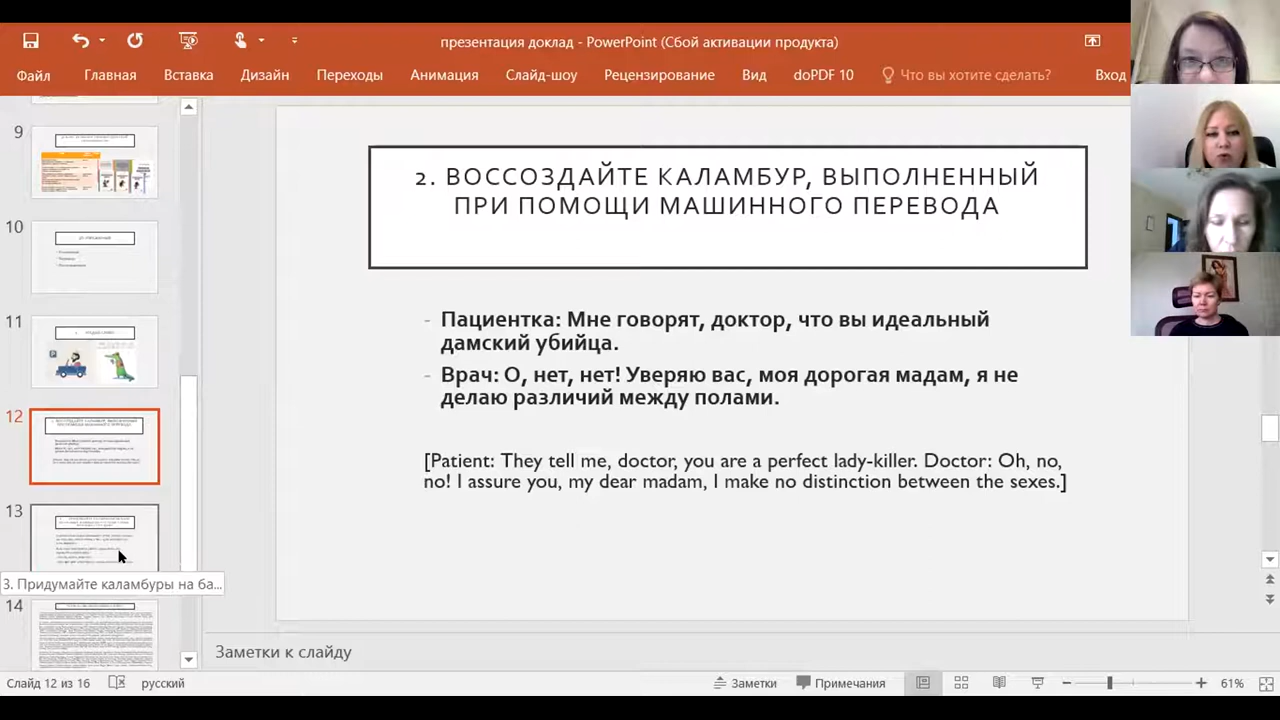 презентация доклад - PowerPoint (Сбой активации продукта)
Файл Главная Вставка Дизайн Переходы Анимация Слайд-шоу Рецензирование Вид doPDF 10 Что вы хотите сделать? Вход
9
10
11
12
13
3. Придумайте каламбуры на ба...
14
2. ВОССОЗДАЙТЕ КАЛАМБУР, ВЫПОЛНЕННЫЙ
ПРИ ПОМОЩИ МАШИННОГО ПЕРЕВОДА
- Пациентка: Мне говорят, доктор, что вы идеальный
дамский убийца.
- Врач: О, нет, нет! Уверяю вас, моя дорогая мадам, я не
делаю различий между полами.
[Patient: They tell me, doctor, you are a perfect lady-killer. Doctor: Oh, no,
no! I assure you, my dear madam, I make no distinction between the sexes.]
Заметки к слайду
Слайд 12 из 16 русский Заметки Примечания 61%